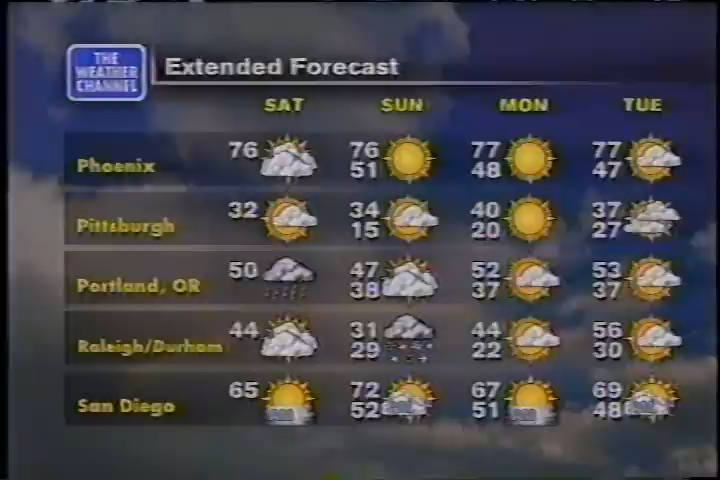 THE
WEATHER
CHANNEL
Extended Forecast
SAT SUN MON TUE
Phoenix 76 76 51 77 48 77 47
Pittsburgh 32 34 15 40 20 37 27
Portland, OR 50 47 38 52 37 53 37
Raleigh/Durham 44 31 29 44 22 56 30
San Diego 65 72 52 67 51 69 48